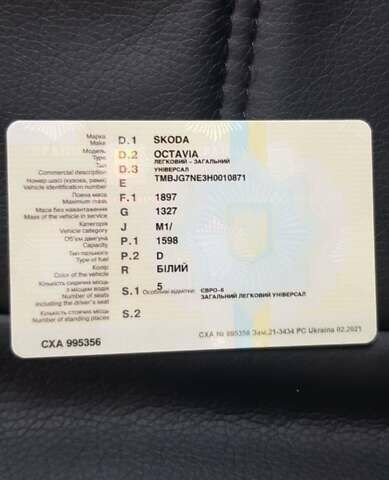 Марка
Make D.1 SKODA
Модель D.2 OCTAVIA
Type ЛЕГКОВИЙ – ЗАГАЛЬНИЙ
Тип D.3 УНІВЕРСАЛ
Commercial description
Номер шасі (кузова, рами) E TMBJG7NE3H0010871
Vehicle identification number
Повна маса F.1 1897
Maximum mass
Маса без навантаження G 1327
Mass of the vehicle in service
Категорія J M1/
Vehicle category
Об'єм двигуна P.1 1598
Capacity
Тип пального P.2 D
Type of fuel
Колір R БІЛИЙ
Color of the vehicle
Кількість сидячих місць 5
з місцем водія S.1 Особливі відмітки: ЄВРО-6
Number of seats ЗАГАЛЬНИЙ ЛЕГКОВИЙ УНІВЕРСАЛ
including the driver's seat
Кількість стоячих місць S.2
Number of standing places
СХА № 995356 Зам.21-3434 PC Ukraina 02.2021
СХА 995356